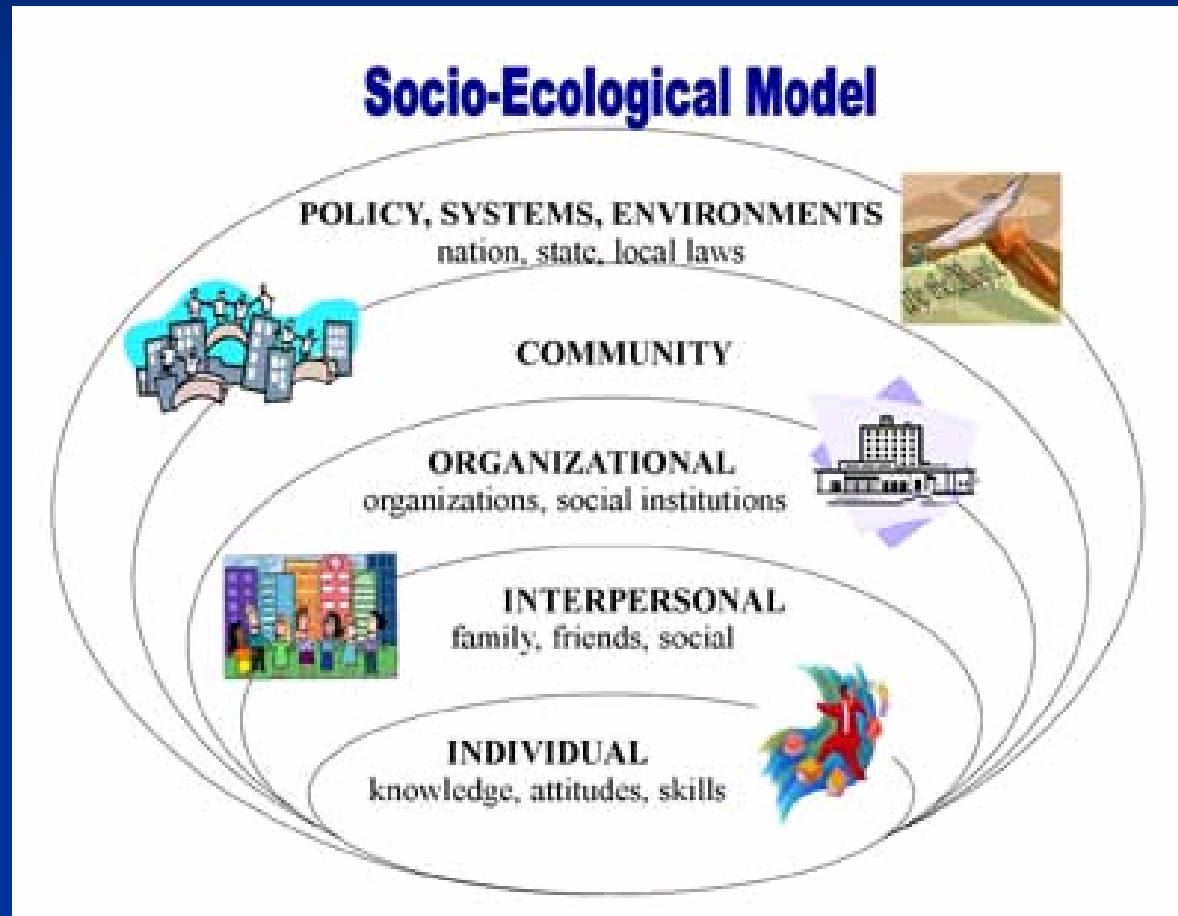 Socio-Ecological Model
POLICY, SYSTEMS, ENVIRONMENTS
nation, state, local laws
COMMUNITY
ORGANIZATIONAL
organizations, social institutions
INTERPERSONAL
family, friends, social
INDIVIDUAL
knowledge, attitudes, skills